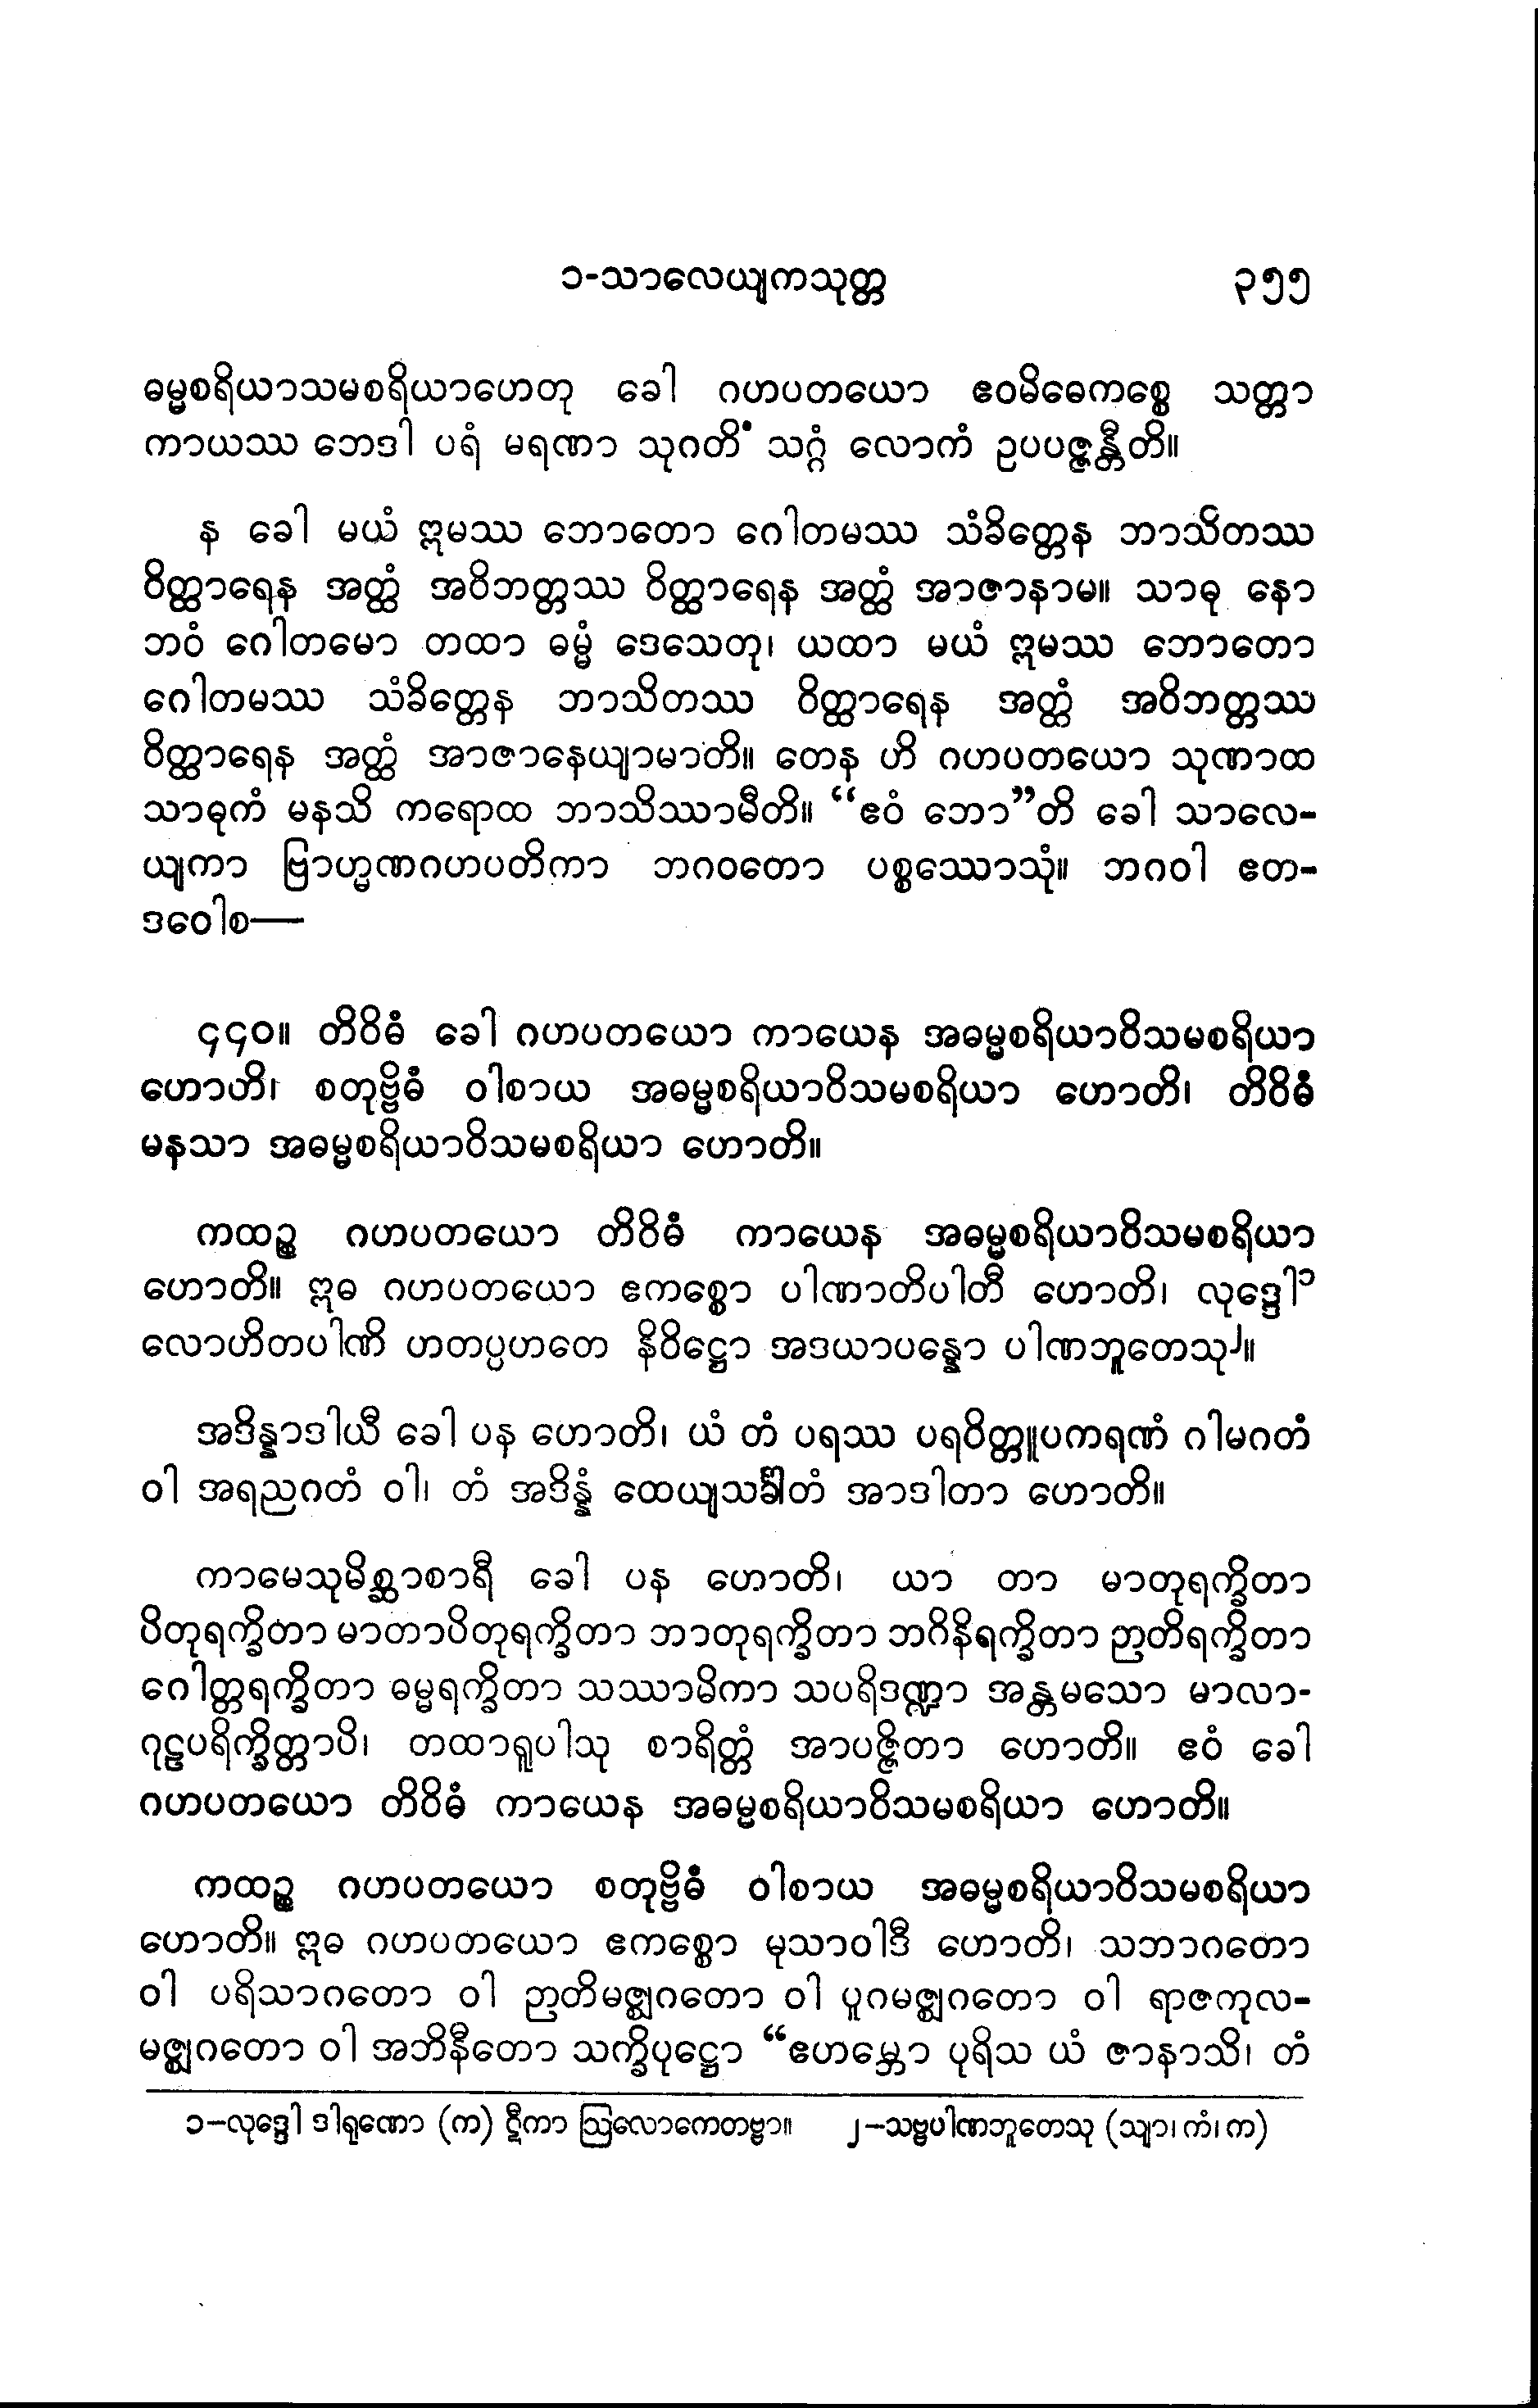 ၁-သာလေယျကသုတ္တ ၃၅၅
ဓမ္မစရိယာသမစရိယာဟေတု ခေါ ဂဟပတယော ဧဝမိဓေကစ္စေ သတ္တာ
ကာယဿ ဘေဒါ ပရံ မရဏာ သုဂတိံ သဂ္ဂံ လောကံ ဥပပဇ္ဇန္တီတိ။
န ခေါ မယံ ဣမဿ ဘောတော ဂေါတမဿ သံခိတ္တေန ဘာသိတဿ
ဝိတ္ထာရေန အတ္ထံ အဝိဘတ္တဿ ဝိတ္ထာရေန အတ္ထံ အာဇာနာမ။ သာဓု နော
ဘဝံ ဂေါတမော တထာ ဓမ္မံ ဒေသေတု၊ ယထာ မယံ ဣမဿ ဘောတော
ဂေါတမဿ သံခိတ္တေန ဘာသိတဿ ဝိတ္ထာရေန အတ္ထံ အဝိဘတ္တဿ
ဝိတ္ထာရေန အတ္ထံ အာဇာနေယျာမာတိ။ တေန ဟိ ဂဟပတယော သုဏာထ
သာဓုကံ မနသိ ကရောထ ဘာသိဿာမီတိ။ “ဧဝံ ဘော”တိ ခေါ သာလေ-
ယျကာ ဗြာဟ္မဏဂဟပတိကာ ဘဂဝတော ပစ္စဿောသုံ။ ဘဂဝါ ဧတ-
ဒဝေါစ—
၄၄၀။ တိဝိဓံ ခေါ ဂဟပတယော ကာယေန အဓမ္မစရိယာဝိသမစရိယာ
ဟောတိ၊ စတုဗ္ဗိဓံ ဝါစာယ အဓမ္မစရိယာဝိသမစရိယာ ဟောတိ၊ တိဝိဓံ
မနသာ အဓမ္မစရိယာဝိသမစရိယာ ဟောတိ။
ကထဉ္စ ဂဟပတယော တိဝိဓံ ကာယေန အဓမ္မစရိယာဝိသမစရိယာ
ဟောတိ။ ဣဓ ဂဟပတယော ဧကစ္စော ပါဏာတိပါတီ ဟောတိ၊ လုဒ္ဒေါ၁
လောဟိတပါဏိ ဟတပ္ပဟတေ နိဝိဋ္ဌော အဒယာပန္နော ပါဏဘူတေသု၂။
အဒိန္နာဒါယီ ခေါ ပန ဟောတိ၊ ယံ တံ ပရဿ ပရဝိတ္တူပကရဏံ ဂါမဂတံ
ဝါ အရညဂတံ ဝါ၊ တံ အဒိန္နံ ထေယျသင်္ခါတံ အာဒါတာ ဟောတိ။
ကာမေသုမိစ္ဆာစာရီ ခေါ ပန ဟောတိ၊ ယာ တာ မာတုရက္ခိတာ
ပိတုရက္ခိတာ မာတာပိတုရက္ခိတာ ဘာတုရက္ခိတာ ဘဂိနိရက္ခိတာ ဉာတိရက္ခိတာ
ဂေါတ္တရက္ခိတာ ဓမ္မရက္ခိတာ သဿာမိကာ သပရိဒဏ္ဍာ အန္တမသော မာလာ-
ဂုဠပရိက္ခိတ္တာပိ၊ တထာရူပါသု စာရိတ္တံ အာပဇ္ဇိတာ ဟောတိ။ ဧဝံ ခေါ
ဂဟပတယော တိဝိဓံ ကာယေန အဓမ္မစရိယာဝိသမစရိယာ ဟောတိ။
ကထဉ္စ ဂဟပတယော စတုဗ္ဗိဓံ ဝါစာယ အဓမ္မစရိယာဝိသမစရိယာ
ဟောတိ။ ဣဓ ဂဟပတယော ဧကစ္စော မုသာဝါဒီ ဟောတိ၊ သဘာဂတော
ဝါ ပရိသာဂတော ဝါ ဉာတိမဇ္ဈဂတော ဝါ ပူဂမဇ္ဈဂတော ဝါ ရာဇကုလ-
မဇ္ဈဂတော ဝါ အဘိနီတော သက္ခိပုဋ္ဌော “ဧဟမ္ဘော ပုရိသ ယံ ဇာနာသိ၊ တံ
၁–လုဒ္ဒေါ ဒါရုဏော (က) ဋီကာ ဩလောကေတဗ္ဗာ။ ၂–သဗ္ဗပါဏဘူတေသု (သျာ၊ ကံ၊ က)